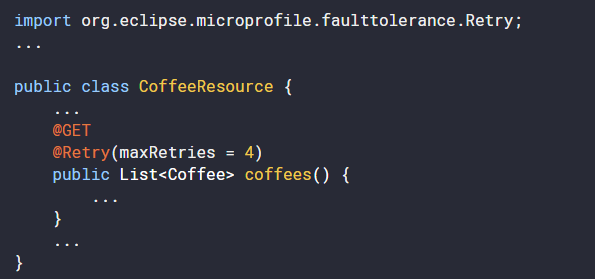 import org.eclipse.microprofile.faulttolerance.Retry;
...
public class CoffeeResource {
...
@GET
@Retry(maxRetries = 4)
public List<Coffee> coffees() {
...
}
...
}